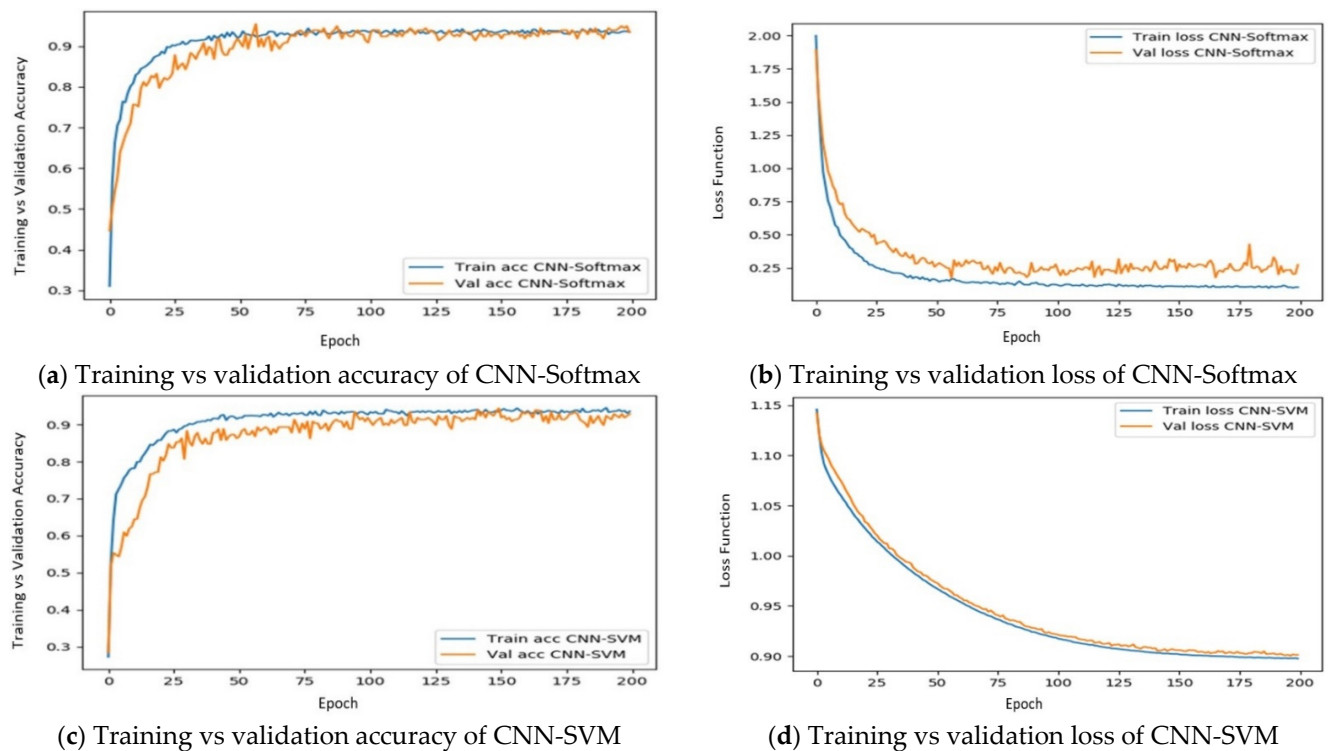 Training vs Validation Accuracy
0.9
0.8
0.7
0.6
0.5
0.4
0.3
Train acc CNN-Softmax
Val acc CNN-Softmax
0 25 50 75 100 125 150 175 200
Epoch
(a) Training vs validation accuracy of CNN-Softmax
Loss Function
2.00
1.75
1.50
1.25
1.00
0.75
0.50
0.25
Train loss CNN-Softmax
Val loss CNN-Softmax
0 25 50 75 100 125 150 175 200
Epoch
(b) Training vs validation loss of CNN-Softmax
Training vs Validation Accuracy
0.9
0.8
0.7
0.6
0.5
0.4
0.3
Train acc CNN-SVM
Val acc CNN-SVM
0 25 50 75 100 125 150 175 200
Epoch
(c) Training vs validation accuracy of CNN-SVM
Loss Function
1.15
1.10
1.05
1.00
0.95
0.90
Train loss CNN-SVM
Val loss CNN-SVM
0 25 50 75 100 125 150 175 200
Epoch
(d) Training vs validation loss of CNN-SVM